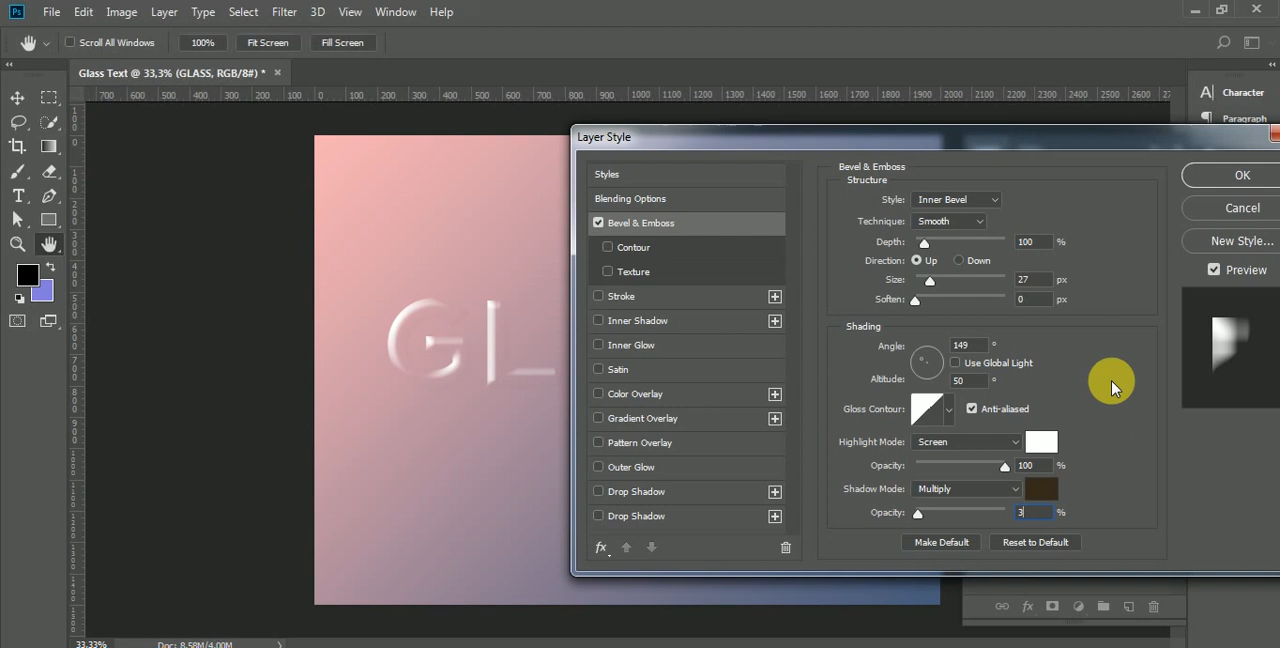 Ps File Edit Image Layer Type Select Filter 3D View Window Help
Scroll All Windows 100% Fit Screen Fill Screen
Glass Text @ 33,3% (GLASS, RGB/8#) * ×
700 600 500 400 300 200 100 0 100 200 300 400 500 600 700 800 900 1000 1100 1200 1300 1400 1500 1600 1700 1800 1900 2000 2100 2200 2300 2400 2500 2600
Character
Paragraph
GL
Layer Style
Styles
Blending Options
Bevel & Emboss
Contour
Texture
Stroke
Inner Shadow
Inner Glow
Satin
Color Overlay
Gradient Overlay
Pattern Overlay
Outer Glow
Drop Shadow
Drop Shadow
fx
Bevel & Emboss
Structure
Style: Inner Bevel
Technique: Smooth
Depth: 100 %
Direction: Up Down
Size: 27 px
Soften: 0 px
Shading
Angle: 149 °
Use Global Light
Altitude: 50 °
Gloss Contour: Anti-aliased
Highlight Mode: Screen
Opacity: 100 %
Shadow Mode: Multiply
Opacity: 3 %
Make Default Reset to Default
OK
Cancel
New Style...
Preview
fx
33,33% Doc: 8,58M/4,00M